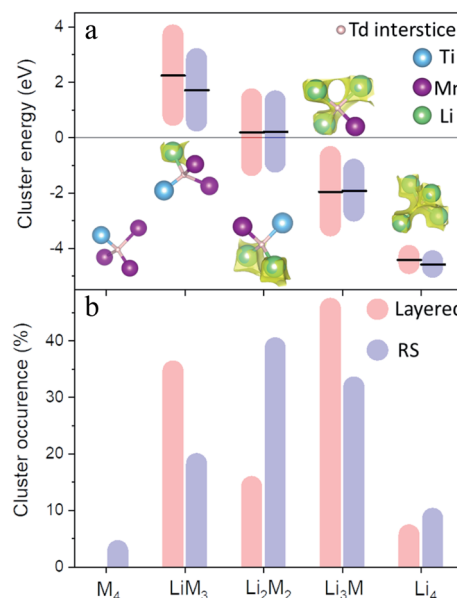 a
Td interstice
Ti
Mn
Li
Cluster energy (eV)
4
2
0
-2
-4
b
Layered
RS
Cluster occurence (%)
40
30
20
10
0
M₄
LiM₃
Li₂M₂
Li₃M
Li₄